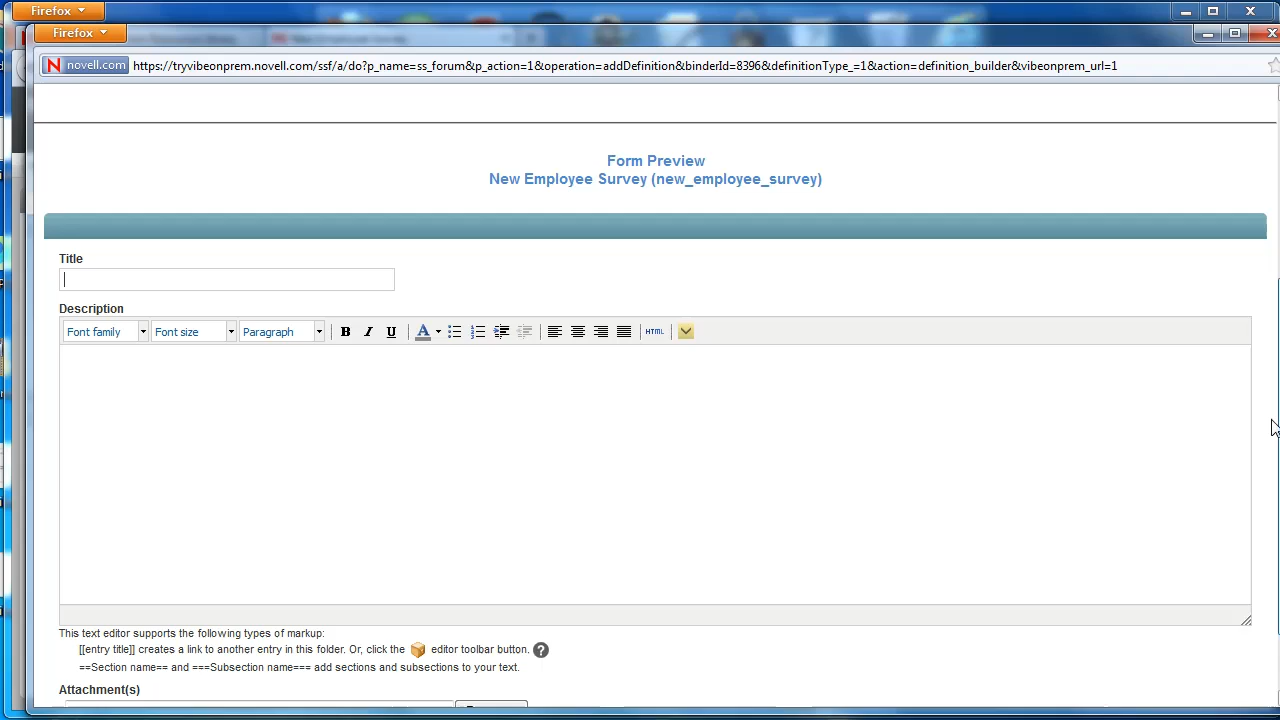 Firefox
Firefox
novell.com https://tryvibeonprem.novell.com/ssf/a/do?p_name=ss_forum&p_action=1&operation=addDefinition&binderId=8396&definitionType_=1&action=definition_builder&vibeonprem_url=1
Form Preview
New Employee Survey (new_employee_survey)
Title
Description
Font family Font size Paragraph B I U A HTML
This text editor supports the following types of markup:
[[entry title]] creates a link to another entry in this folder. Or, click the editor toolbar button. ?
==Section name== and ===Subsection name=== add sections and subsections to your text.
Attachment(s)